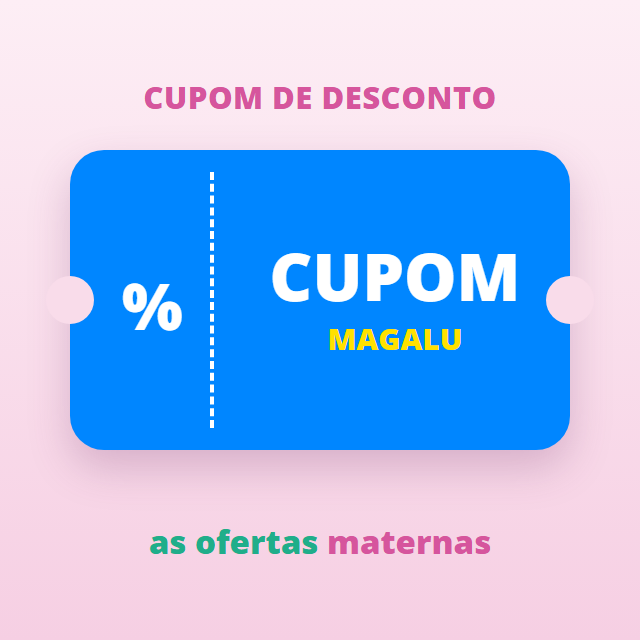 CUPOM DE DESCONTO
%
CUPOM
MAGALU
as ofertas maternas